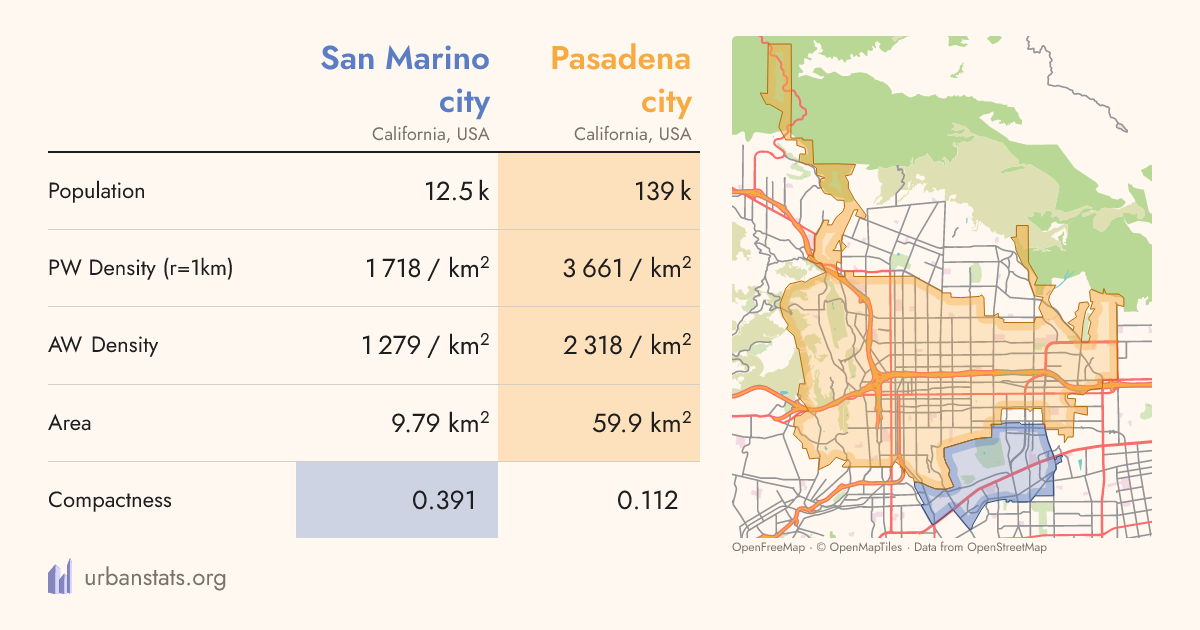 San Marino city
Pasadena city
California, USA
California, USA
Population 12.5 k 139 k
PW Density (r=1km) 1 718 / km² 3 661 / km²
AW Density 1 279 / km² 2 318 / km²
Area 9.79 km² 59.9 km²
Compactness 0.391 0.112
OpenFreeMap · © OpenMapTiles · Data from OpenStreetMap
urbanstats.org